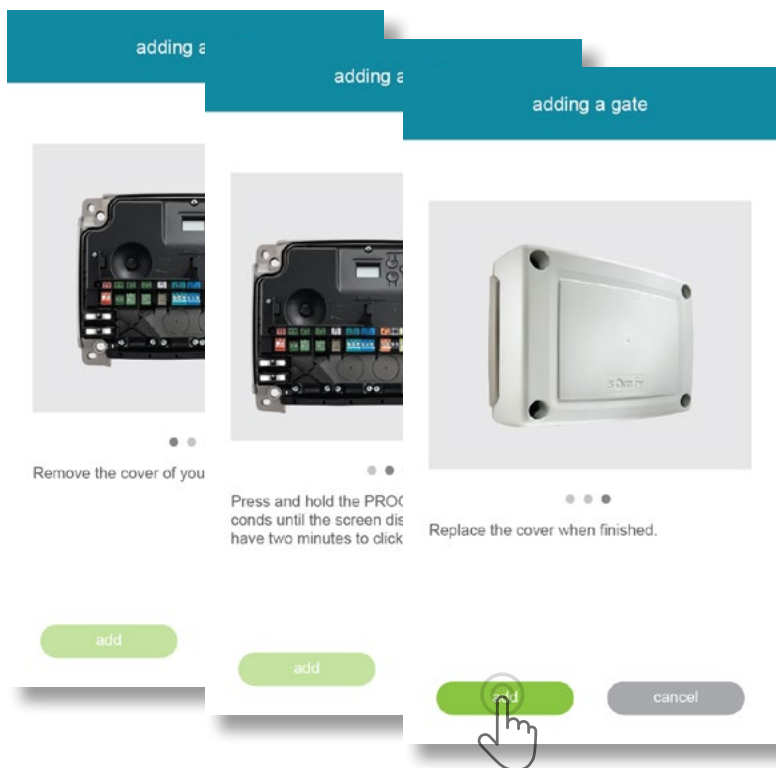 adding a
Remove the cover of you
add
adding a
Press and hold the PROG
conds until the screen dis
have two minutes to click
add
adding a gate
Replace the cover when finished.
add
cancel